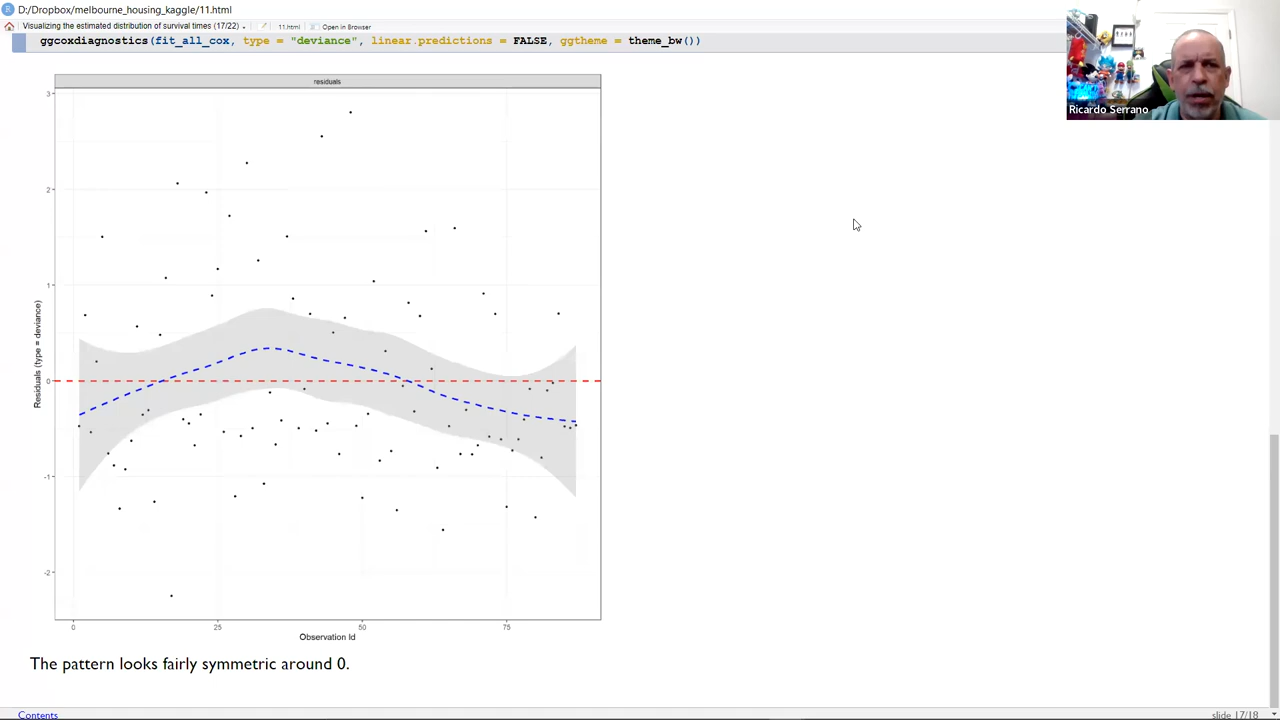 D:/Dropbox/melbourne_housing_kaggle/11.html
Visualizing the estimated distribution of survival times (17/22)
11.html
Open in Browser
ggcoxdiagnostics(fit_all_cox, type = "deviance", linear.predictions = FALSE, ggtheme = theme_bw())
Ricardo Serrano
residuals
3
2
1
0
-1
-2
Residuals (type = deviance)
0
25
50
75
Observation Id
The pattern looks fairly symmetric around 0.
Contents
slide 17/18